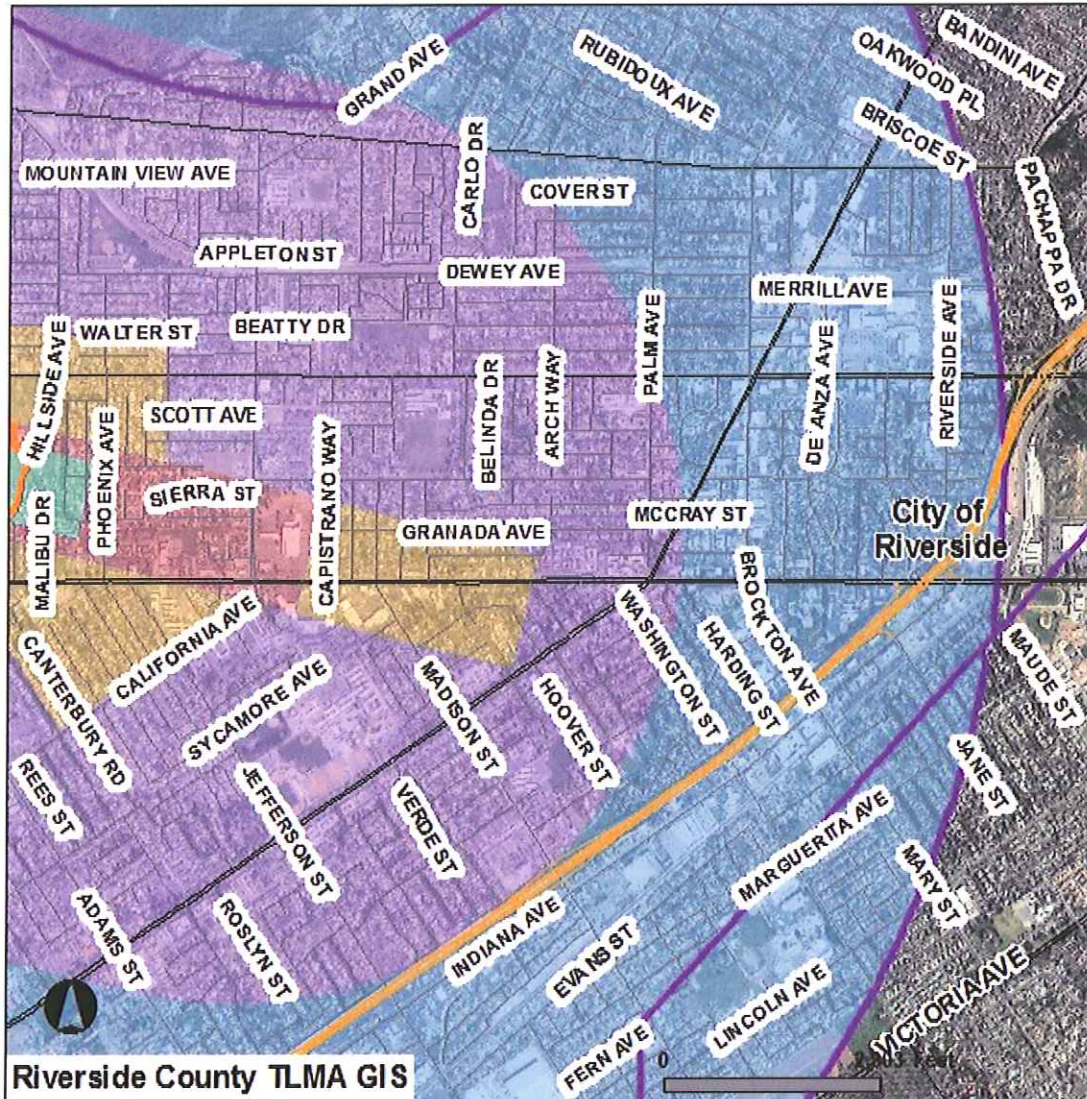 BANDINI AVE
OAKWOOD PL
RUBIDOUX AVE
GRAND AVE
BRISCOE ST
CARLO DR
MOUNTAIN VIEW AVE
COVER ST
PACHAPPA DR
APPLETON ST
DEWEY AVE
MERRILL AVE
WALTER ST
BEATTY DR
HILLSIDE AVE
PALM AVE
RIVERSIDE AVE
DE ANZA AVE
BELINDA DR
ARCH WAY
SCOTT AVE
PHOENIX AVE
SIERRA ST
CAPISTRANO WAY
GRANADA AVE
MCCRAY ST
City of
Riverside
MALIBU DR
BROCKTON AVE
WASHINGTON ST
HARDING ST
CALIFORNIA AVE
CANTERBURY RD
SYCAMORE AVE
MADISON ST
HOOVER ST
MAUDE ST
REES ST
JEFFERSON ST
VERDE ST
JANE ST
MARGUERITA AVE
MARY ST
ADAMS ST
ROSLYN ST
INDIANA AVE
EVANS ST
LINCOLN AVE
VICTORIA AVE
FERN AVE
0 Feet
Riverside County TLMA GIS